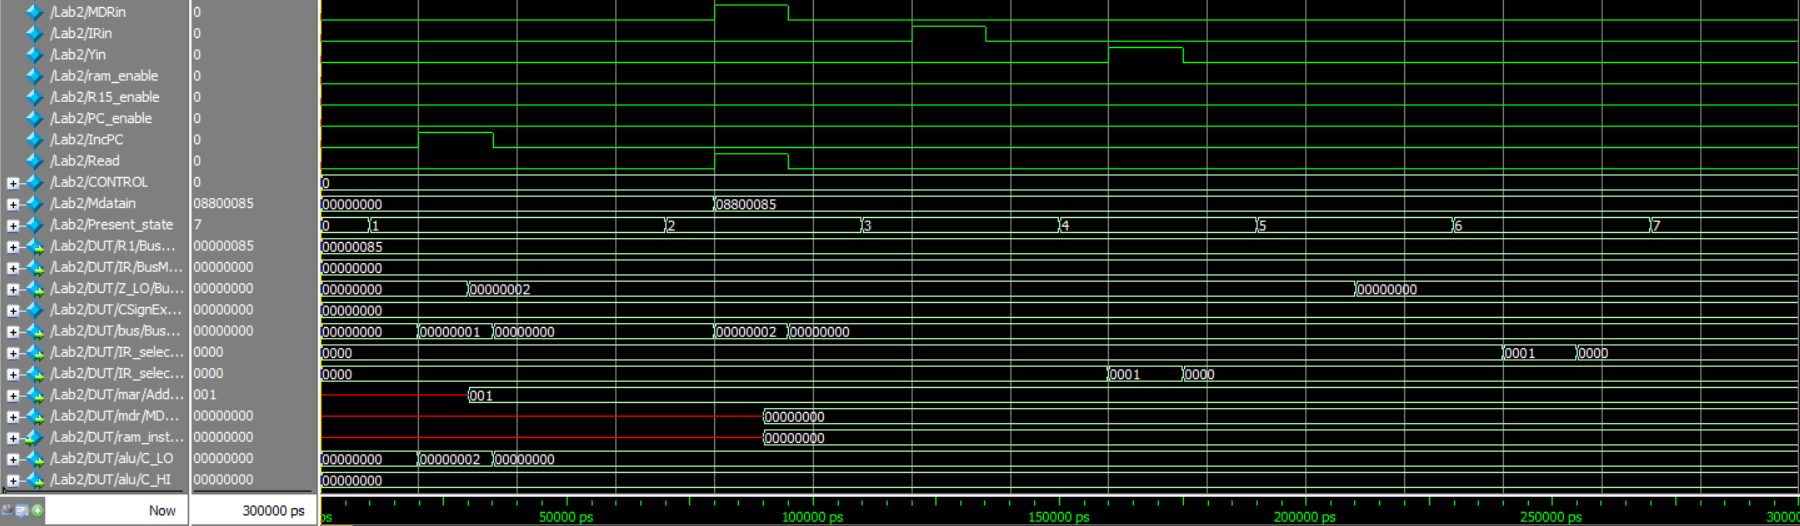 /Lab2/MDRin 0
/Lab2/IRin 0
/Lab2/Yin 0
/Lab2/ram_enable 0
/Lab2/R15_enable 0
/Lab2/PC_enable 0
/Lab2/IncPC 0
/Lab2/Read 0
/Lab2/CONTROL 0 0
/Lab2/Mdatain 08800085 00000000 08800085
/Lab2/Present_state 7 0 1 2 3 4 5 6 7
/Lab2/DUT/R1/Bus... 00000085 00000085
/Lab2/DUT/IR/BusM... 00000000 00000000
/Lab2/DUT/Z_LO/Bu... 00000000 00000000 00000002 00000000
/Lab2/DUT/CSignEx... 00000000 00000000
/Lab2/DUT/bus/Bus... 00000000 00000000 00000001 00000000 00000002 00000000
/Lab2/DUT/IR_selec... 0000 0000 0001 0000
/Lab2/DUT/IR_selec... 0000 0000 0001 0000
/Lab2/DUT/mar/Add... 001 001
/Lab2/DUT/mdr/MD... 00000000 00000000
/Lab2/DUT/ram_inst... 00000000 00000000
/Lab2/DUT/alu/C_LO 00000000 00000000 00000002 00000000
/Lab2/DUT/alu/C_HI 00000000 00000000
Now 300000 ps ps 50000 ps 100000 ps 150000 ps 200000 ps 250000 ps 30000